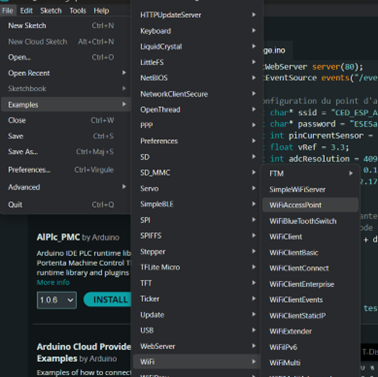 File Edit Sketch Tools Help
New Sketch Ctrl+N
New Cloud Sketch Alt+Ctrl+N
Open... Ctrl+O
Open Recent
Sketchbook
Examples
Close Ctrl+W
Save Ctrl+S
Save As... Ctrl+Maj+S
Preferences... Ctrl+Virgule
Advanced
Quit Ctrl+Q
AlPlc_PMC by Arduino
Arduino IDE PLC runtime lib
Portenta Machine Control T
runtime library and plugins
More info
1.0.6 INSTALL
Arduino Cloud Provide
Examples by Arduino
Examples of how to connect
HTTPUpdateServer
Keyboard
LiquidCrystal
LittleFS
NetBIOS
NetworkClientSecure
OpenThread
PPP
Preferences
SD
SD_MMC
Servo
SimpleBLE
SPI
SPIFFS
Stepper
TFLite Micro
TFT
Ticker
Update
USB
WebServer
WiFi
FTM
SimpleWiFiServer
WiFiAccessPoint
WiFiBlueToothSwitch
WiFiClient
WiFiClientBasic
WiFiClientConnect
WiFiClientEnterprise
WiFiClientEvents
WiFiClientStaticIP
WiFiExtender
WiFiIPv6
WiFiMulti
ge.ino
WebServer server(80);
EventSource events("/eve
onfiguration du point d'a
char* ssid = "CED_ESP_A
char* password = "ESESa
int pinCurrentSensor =
float vRef = 3.3;
int adcResolution = 409